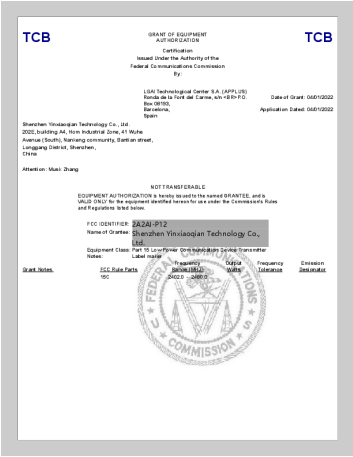 TCB
GRANT OF EQUIPMENT
AUTHORIZATION
TCB
Certification
Issued Under the Authority of the
Federal Communications Commission
By:
LGAI Technological Center S.A. (APPLUS)
Ronda de la Font del Carme, s/n <BR>P.O.
Box 08193,
Barcelona,
Spain
Date of Grant: 04/01/2022
Application Dated: 04/01/2022
Shenzhen Yinxiaoqian Technology Co., Ltd.
202E, building A4, Hom Industrial Zone, 41 Wuhe
Avenue (South), Nankeng community, Bantian street,
Longgang District, Shenzhen,
China
Attention: Musk Zhang
NOT TRANSFERABLE
EQUIPMENT AUTHORIZATION is hereby issued to the named GRANTEE, and is
VALID ONLY for the equipment identified hereon for use under the Commission's Rules
and Regulations listed below.
FCC IDENTIFIER: 2A2AI-P12
Name of Grantee: Shenzhen Yinxiaoqian Technology Co.,
Ltd.
Equipment Class: Part 15 Low Power Communication Device Transmitter
Notes: Label maker
Grant Notes FCC Rule Parts Frequency Range (MHZ) Output Watts Frequency Tolerance Emission Designator
15C 2402.0 - 2480.0
FEDERAL COMMUNICATIONS COMMISSION